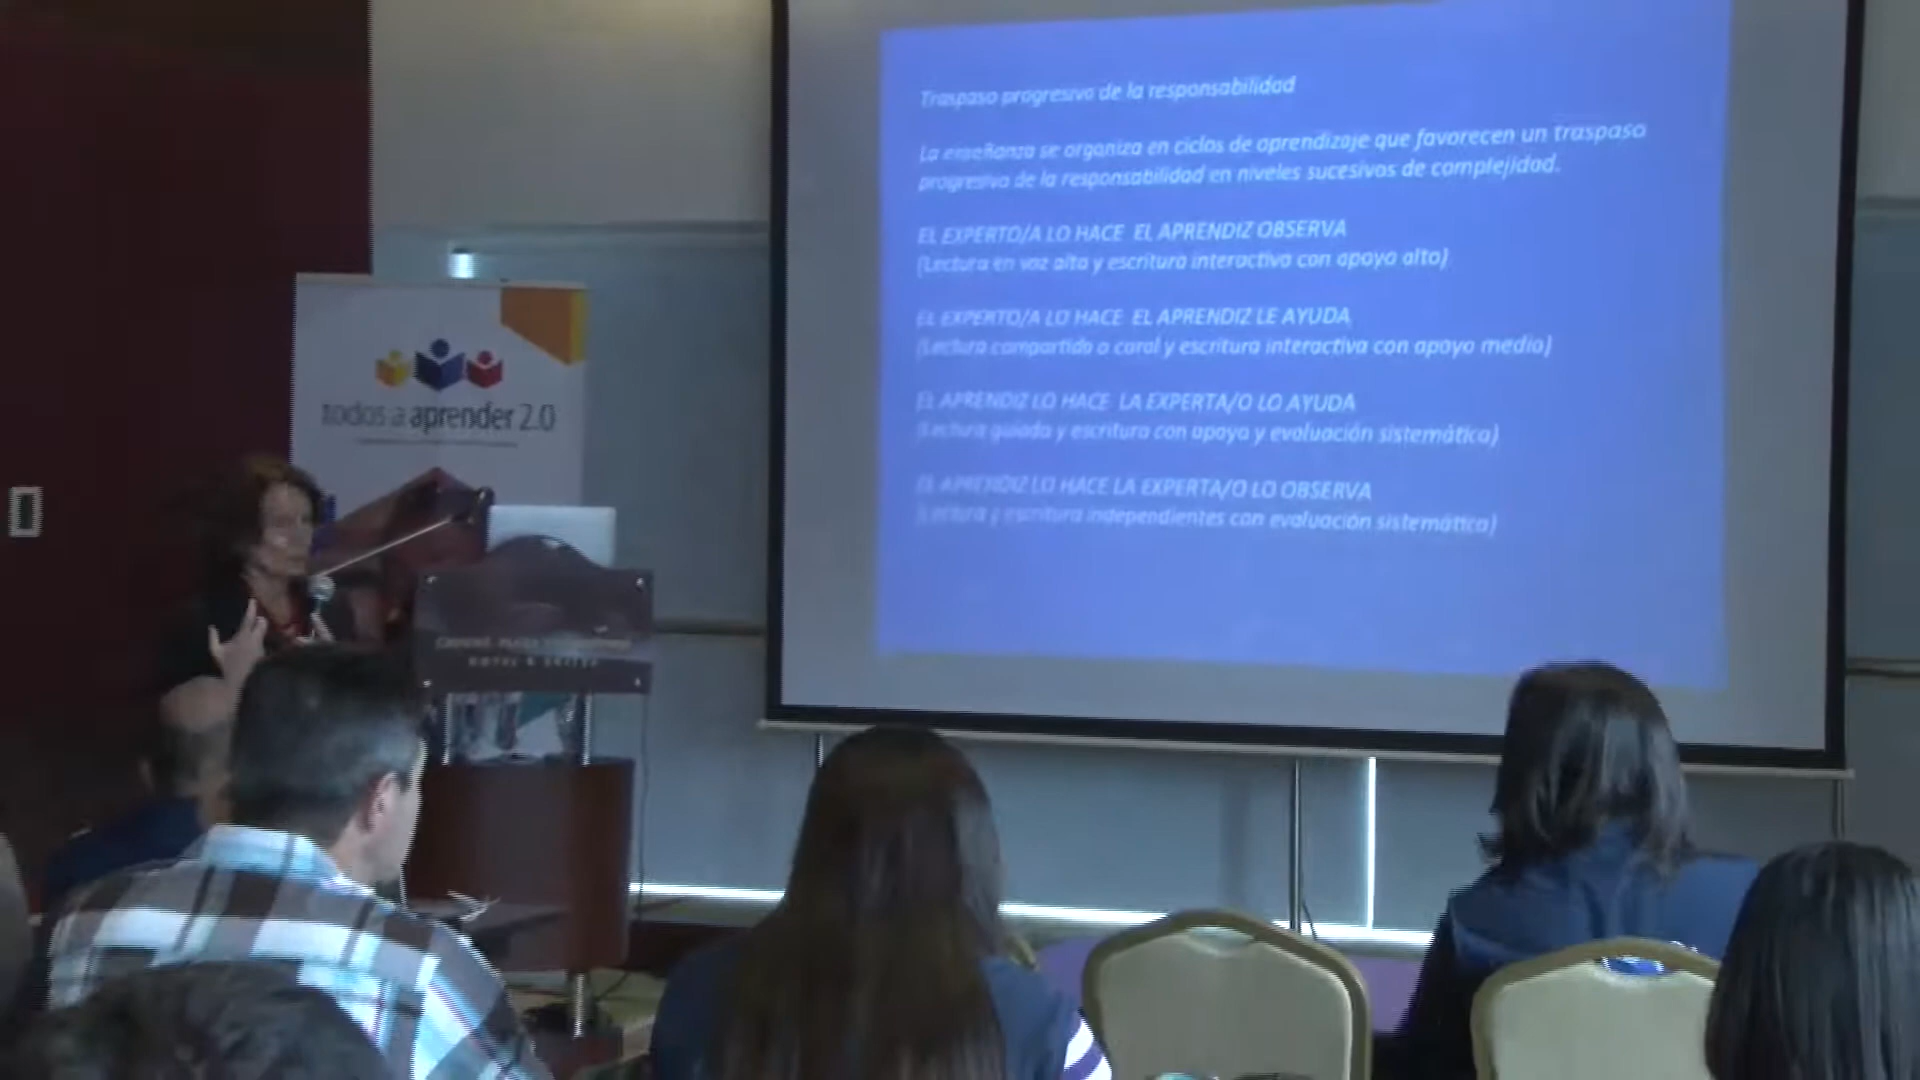 Traspaso progresivo de la responsabilidad
La enseñanza se organiza en ciclos de aprendizaje que favorecen un traspaso
progresivo de la responsabilidad en niveles sucesivos de complejidad.
EL EXPERTO/A LO HACE EL APRENDIZ OBSERVA
(Lectura en voz alta y escritura interactiva con apoyo alto)
EL EXPERTO/A LO HACE EL APRENDIZ LE AYUDA
(Lectura compartida o coral y escritura interactiva con apoyo medio)
EL APRENDIZ LO HACE LA EXPERTA/O LO AYUDA
(Lectura guiada y escritura con apoyo y evaluación sistemática)
EL APRENDIZ LO HACE LA EXPERTA/O LO OBSERVA
(Lectura y escritura independientes con evaluación sistemática)
todos a aprender 2.0
HOTEL & SUITES